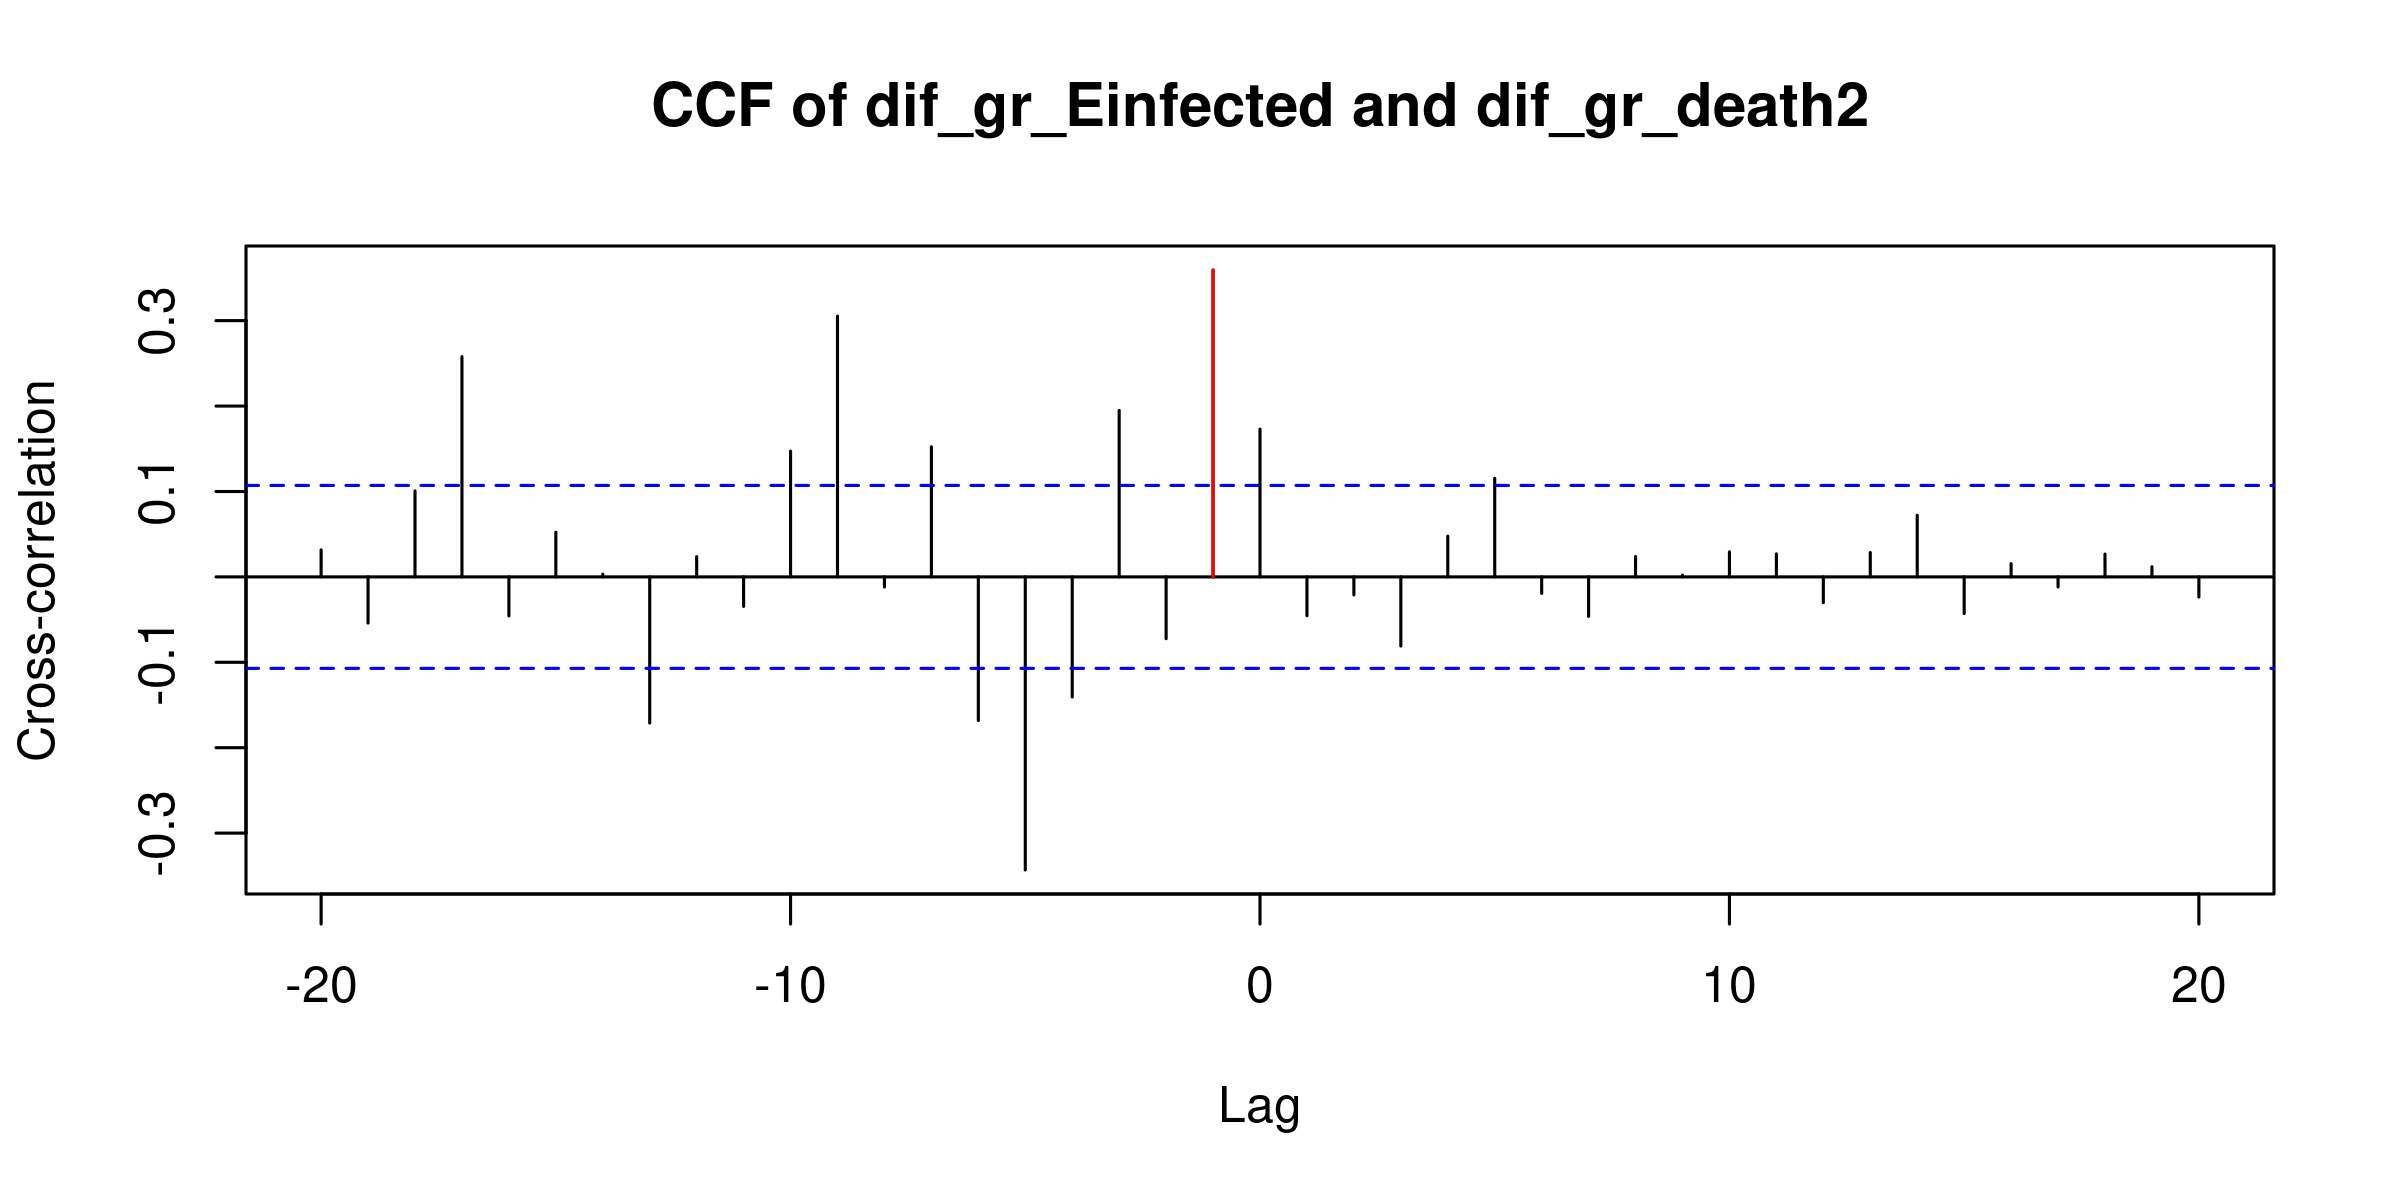 CCF of dif_gr_Einfected and dif_gr_death2
Cross-correlation
0.3
0.1
-0.1
-0.3
-20 -10 0 10 20
Lag